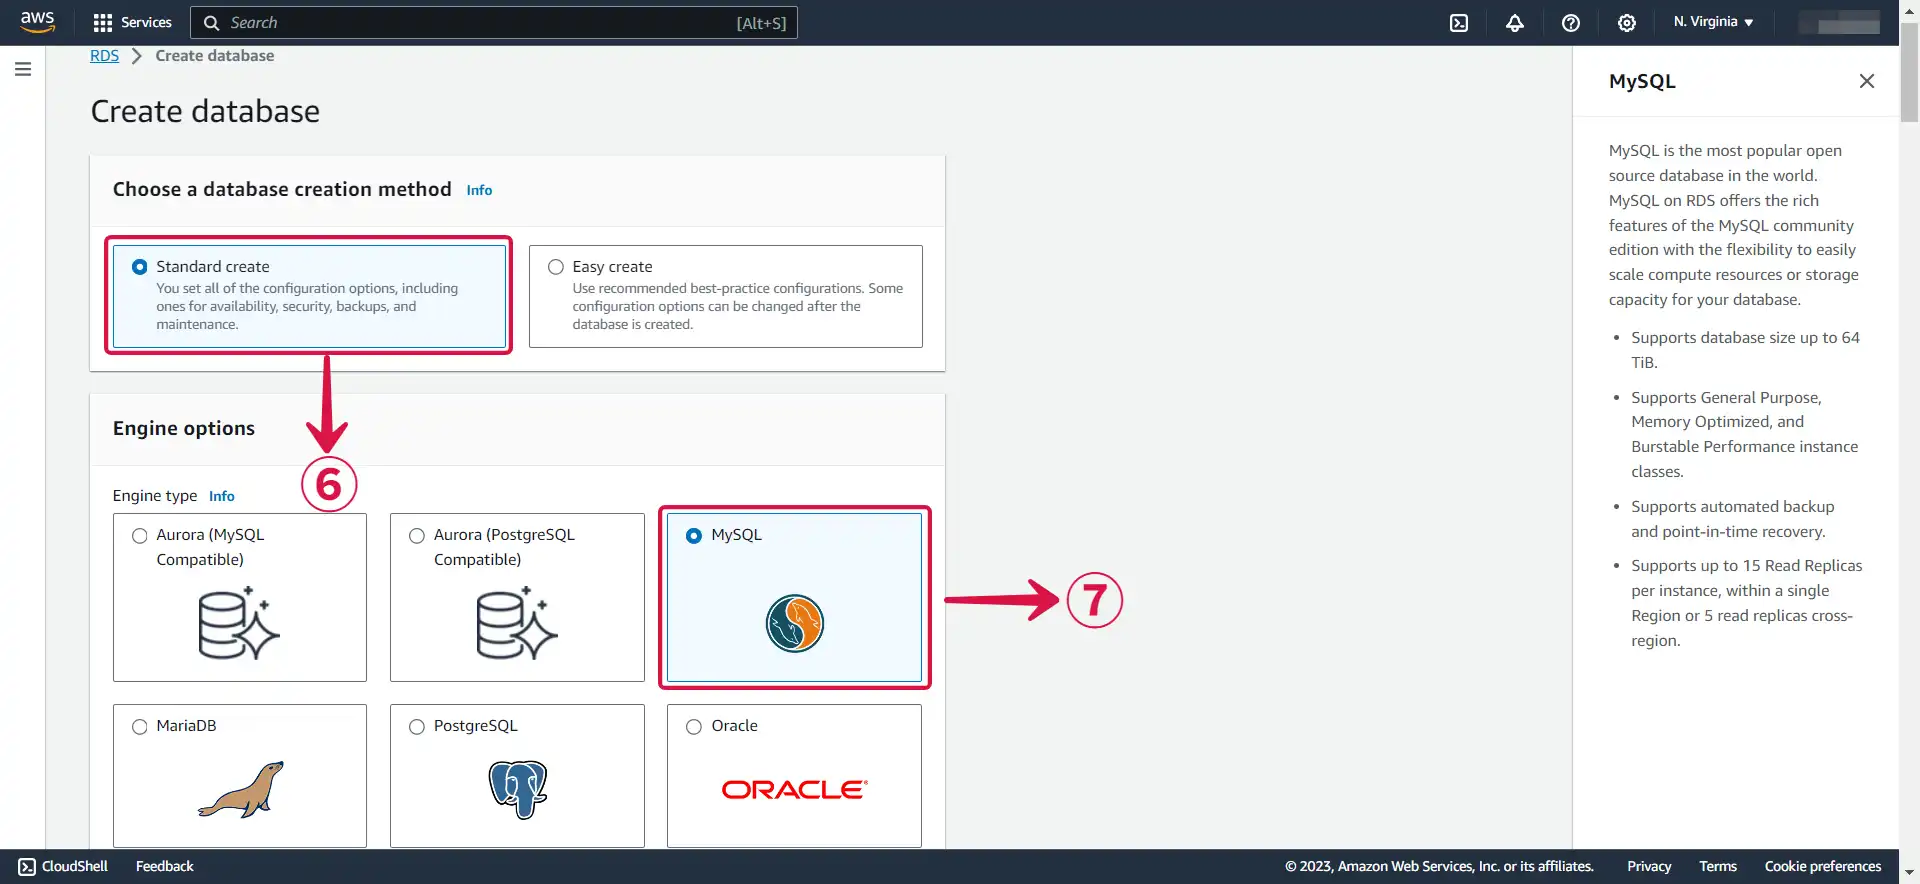 aws
Services
Search
[Alt+S]
N. Virginia
RDS
Create database
Create database
Choose a database creation method Info
Standard create
You set all of the configuration options, including
ones for availability, security, backups, and
maintenance.
Easy create
Use recommended best-practice configurations. Some
configuration options can be changed after the
database is created.
6
Engine options
Engine type Info
Aurora (MySQL
Compatible)
Aurora (PostgreSQL
Compatible)
MySQL
7
MariaDB
PostgreSQL
Oracle
ORACLE®
MySQL
MySQL is the most popular open
source database in the world.
MySQL on RDS offers the rich
features of the MySQL community
edition with the flexibility to easily
scale compute resources or storage
capacity for your database.
• Supports database size up to 64
TiB.
• Supports General Purpose,
Memory Optimized, and
Burstable Performance instance
classes.
• Supports automated backup
and point-in-time recovery.
• Supports up to 15 Read Replicas
per instance, within a single
Region or 5 read replicas cross-
region.
CloudShell
Feedback
© 2023, Amazon Web Services, Inc. or its affiliates.
Privacy
Terms
Cookie preferences